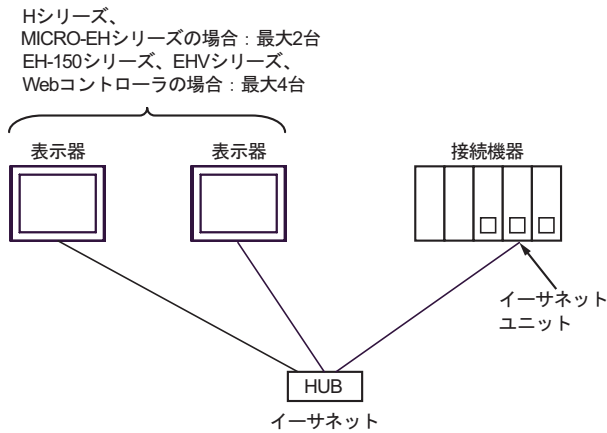 Hシリーズ、
MICRO-EHシリーズの場合：最大2台
EH-150シリーズ、EHVシリーズ、
Webコントローラの場合：最大4台
表示器
表示器
接続機器
イーサネット
ユニット
HUB
イーサネット